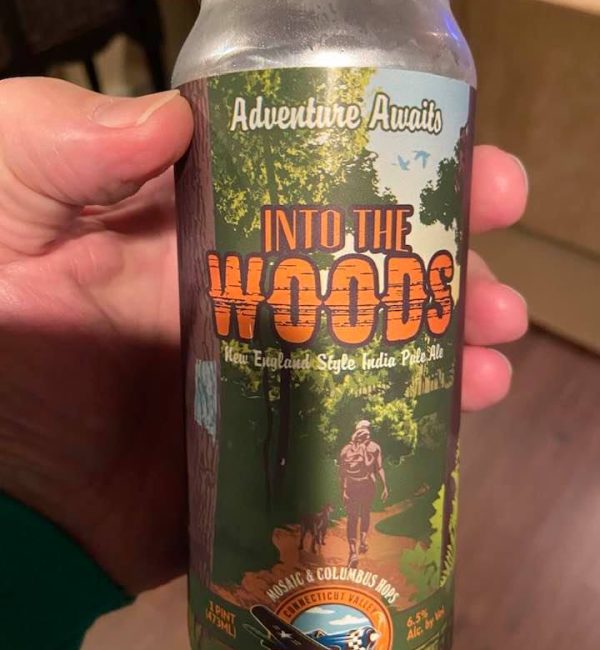 Adventure Awaits
INTO THE
WOODS
New England Style India Pale Ale
MOSAIC & COLUMBUS HOPS
CONNECTICUT VALLEY
1 PINT
(473ML)
6.5%
Alc. by Vol